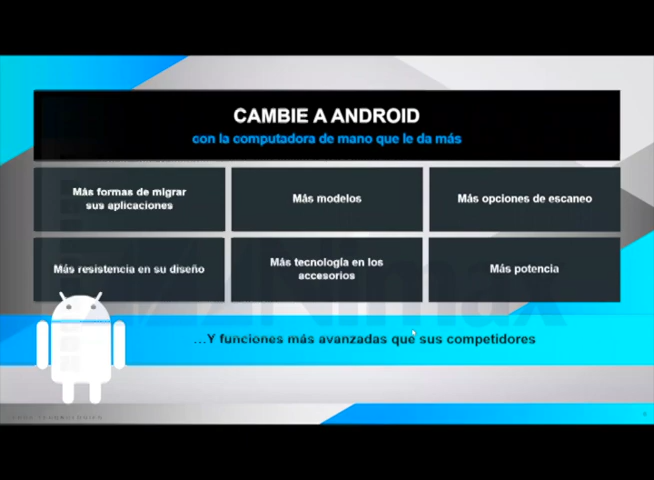 CAMBIE A ANDROID
con la computadora de mano que le da más
Más formas de migrar
sus aplicaciones
Más modelos
Más opciones de escaneo
Más resistencia en su diseño
Más tecnología en los
accesorios
Más potencia
...Y funciones más avanzadas que sus competidores